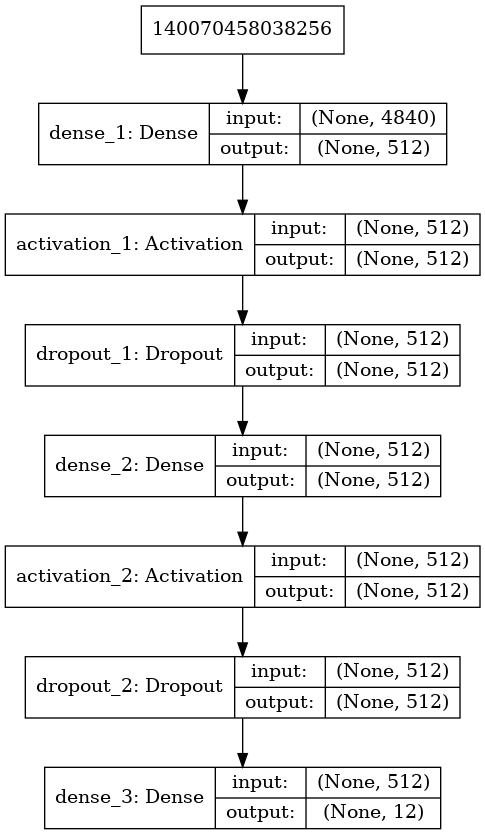 140070458038256
dense_1: Dense
input: (None, 4840)
output: (None, 512)
activation_1: Activation
input: (None, 512)
output: (None, 512)
dropout_1: Dropout
input: (None, 512)
output: (None, 512)
dense_2: Dense
input: (None, 512)
output: (None, 512)
activation_2: Activation
input: (None, 512)
output: (None, 512)
dropout_2: Dropout
input: (None, 512)
output: (None, 512)
dense_3: Dense
input: (None, 512)
output: (None, 12)